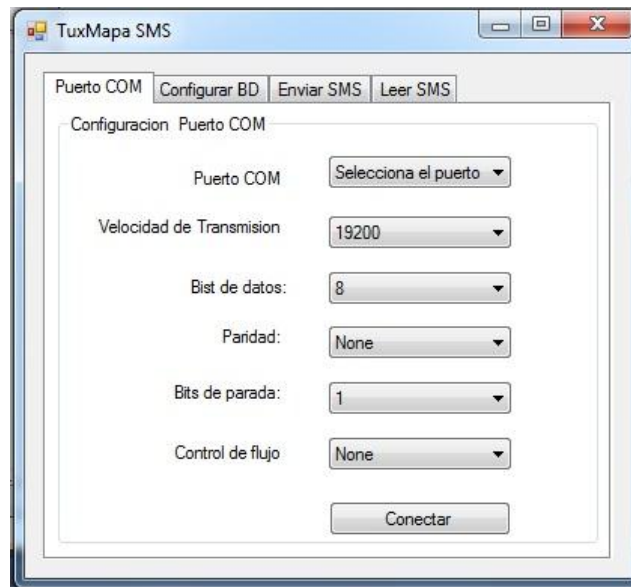 TuxMapa SMS
Puerto COM Configurar BD Enviar SMS Leer SMS
Configuracion Puerto COM
Puerto COM Selecciona el puerto
Velocidad de Transmision 19200
Bist de datos: 8
Paridad: None
Bits de parada: 1
Control de flujo None
Conectar